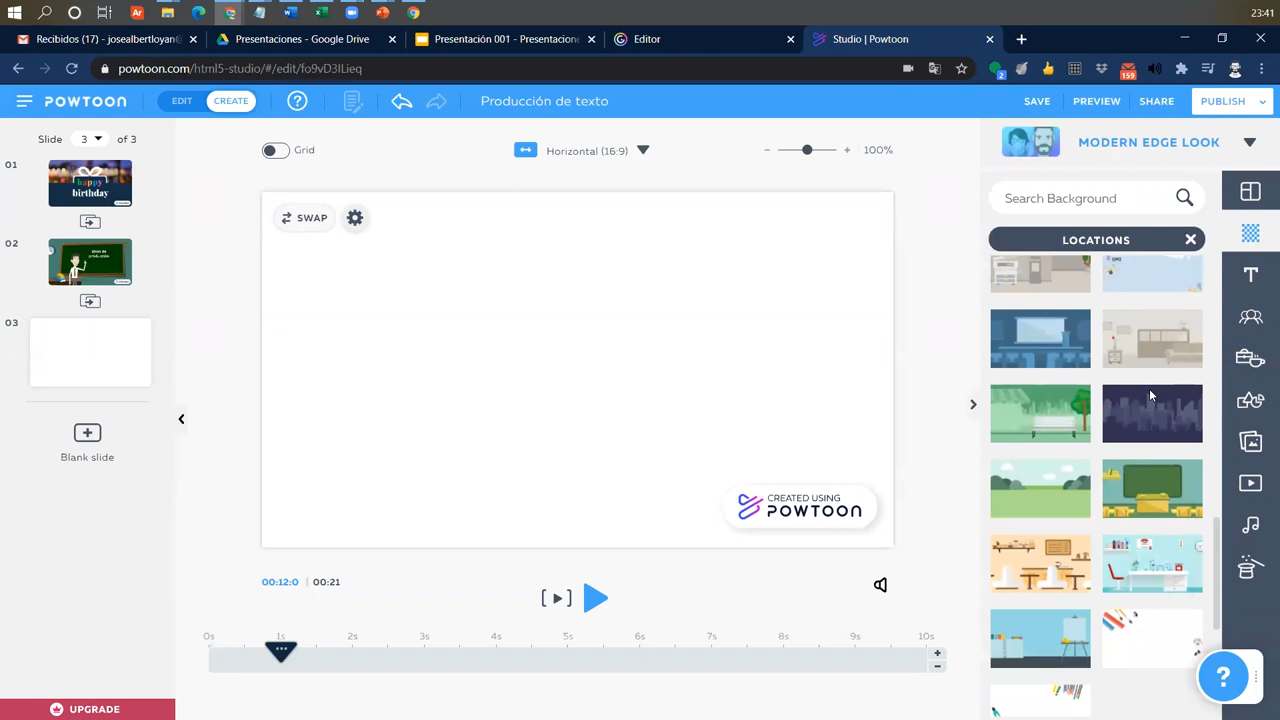 23:41
Recibidos (17) - josealbertloyan@
Presentaciones - Google Drive
Presentación 001 - Presentacione
Editor
Studio | Powtoon
powtoon.com/html5-studio/#/edit/fo9vD3lLieq
2
159
POWTOON
EDIT
CREATE
Producción de texto
SAVE
PREVIEW
SHARE
PUBLISH
Slide 3 of 3
Grid
Horizontal (16:9)
100%
MODERN EDGE LOOK
01
happy
birthday
SWAP
Search Background
LOCATIONS
02
03
CREATED USING
POWTOON
Blank slide
00:12:0
00:21
0s 1s 2s 3s 4s 5s 6s 7s 8s 9s 10s
UPGRADE